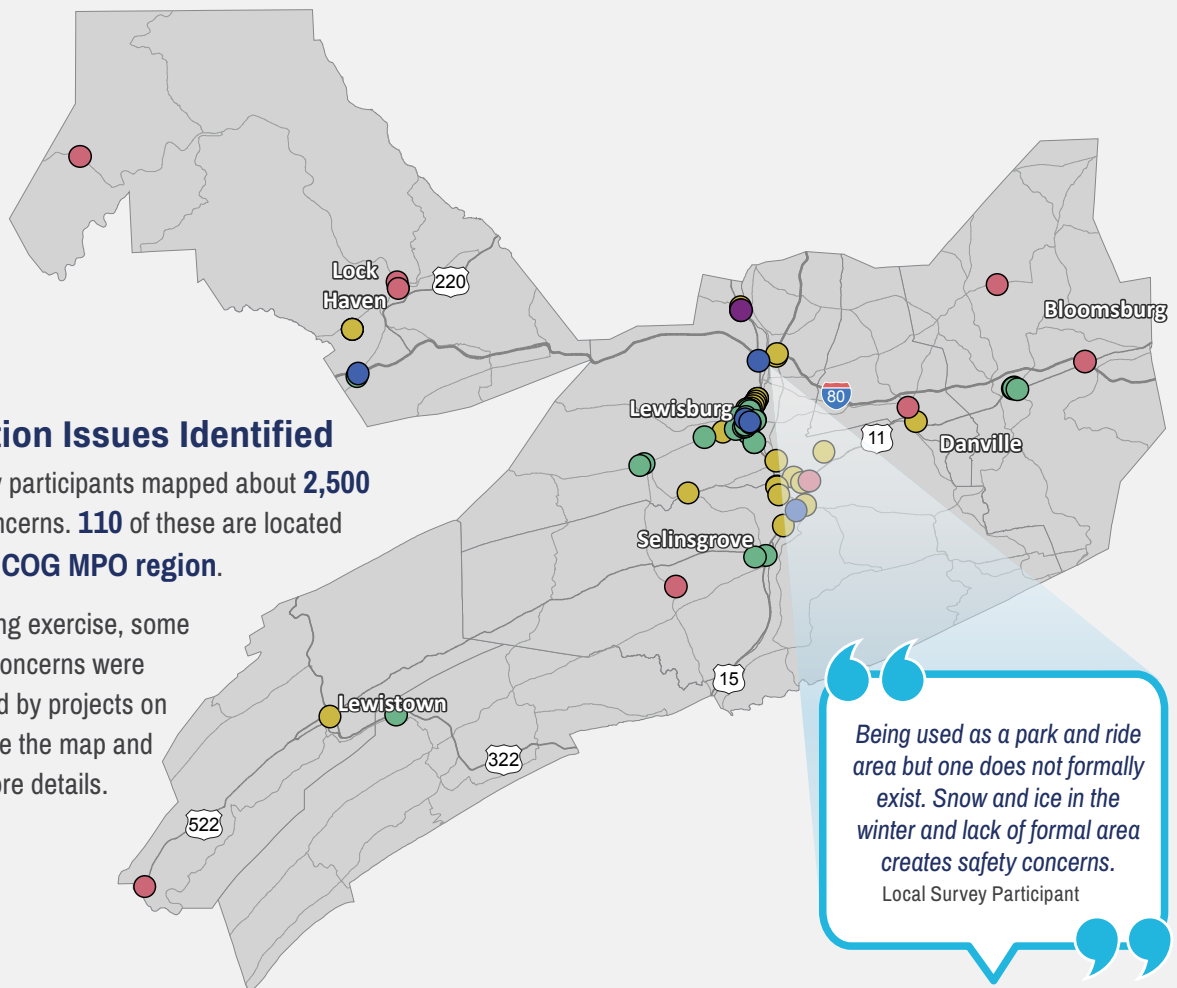 Lock
Haven
220
Bloomsburg
80
Lewisburg
11
Danville
tion Issues Identified
y participants mapped about 2,500
ncerns. 110 of these are located
COG MPO region.
Selinsgrove
ng exercise, some
concerns were
d by projects on
e the map and
ore details.
15
Lewistown
322
522
Being used as a park and ride
area but one does not formally
exist. Snow and ice in the
winter and lack of formal area
creates safety concerns.
Local Survey Participant